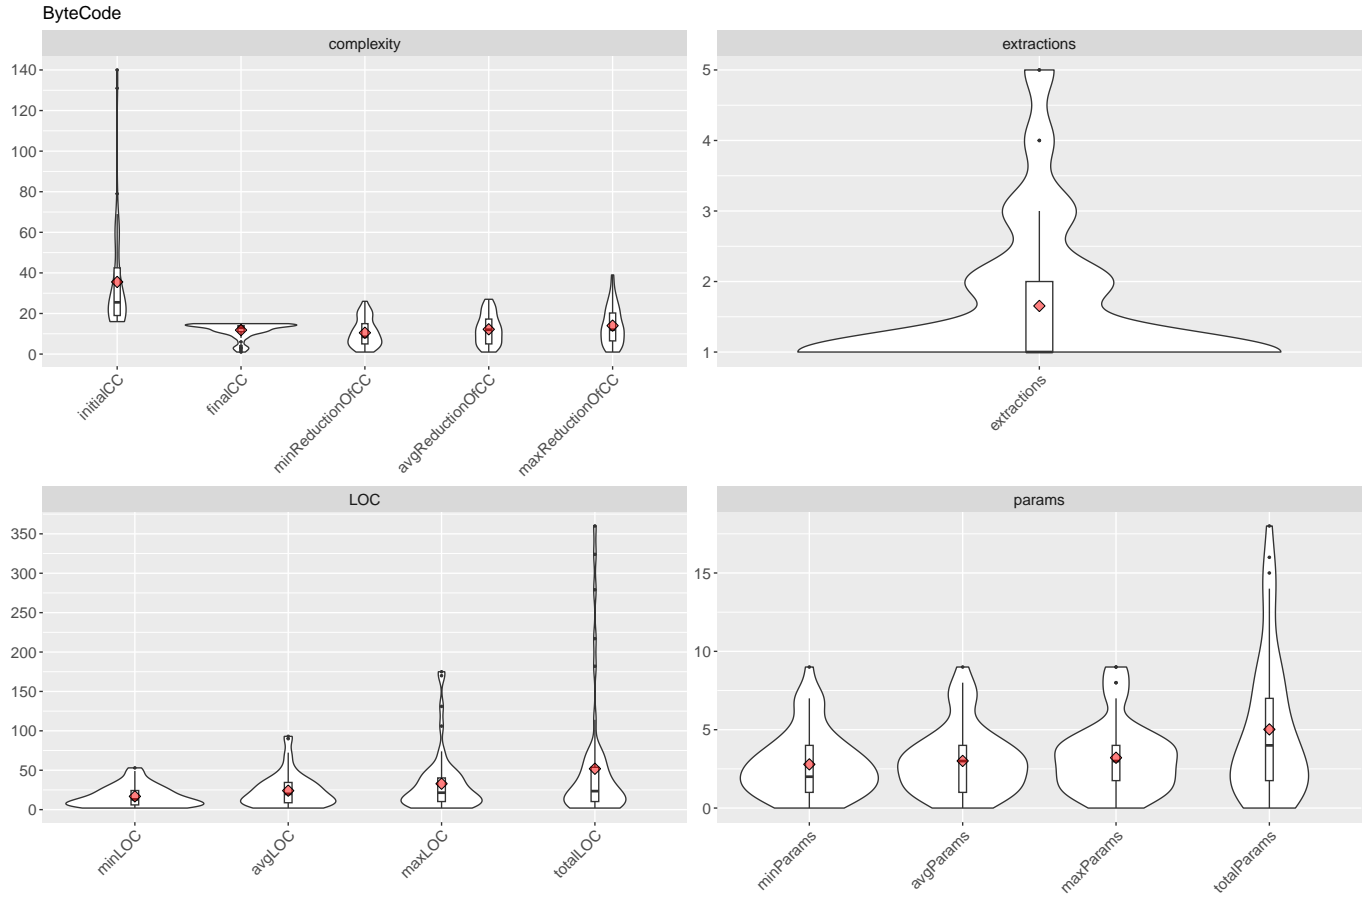 ByteCode
complexity
140
120
100
80
60
40
20
0
initialCC
finalCC
minReductionOfCC
avgReductionOfCC
maxReductionOfCC
extractions
5
4
3
2
1
extractions
LOC
350
300
250
200
150
100
50
0
minLOC
avgLOC
maxLOC
totalLOC
params
15
10
5
0
minParams
avgParams
maxParams
totalParams